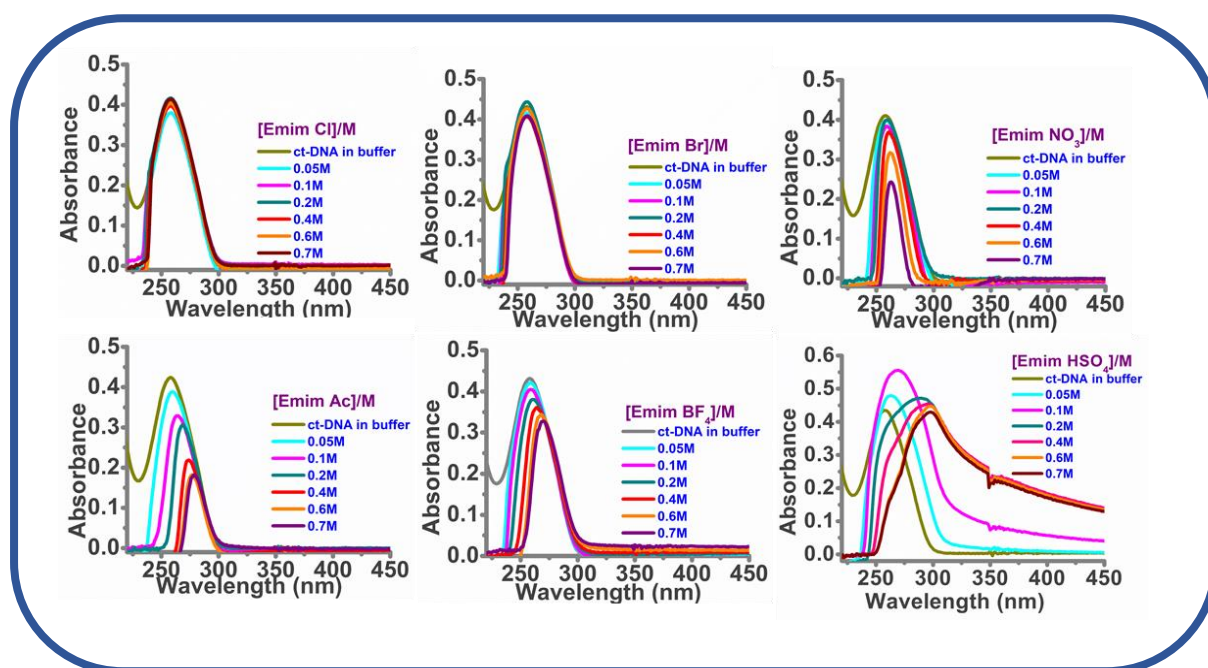 0.5
0.4
0.3
0.2
0.1
0.0
Absorbance
250 300 350 400 450
Wavelength (nm)
[Emim Cl]/M
ct-DNA in buffer
0.05M
0.1M
0.2M
0.4M
0.6M
0.7M
0.5
0.4
0.3
0.2
0.1
0.0
Absorbance
250 300 350 400 450
Wavelength (nm)
[Emim Br]/M
ct-DNA in buffer
0.05M
0.1M
0.2M
0.4M
0.6M
0.7M
0.5
0.4
0.3
0.2
0.1
0.0
Absorbance
250 300 350 400 450
Wavelength (nm)
[Emim NO3]/M
ct-DNA in buffer
0.05M
0.1M
0.2M
0.4M
0.6M
0.7M
0.5
0.4
0.3
0.2
0.1
0.0
Absorbance
250 300 350 400 450
Wavelength (nm)
[Emim Ac]/M
ct-DNA in buffer
0.05M
0.1M
0.2M
0.4M
0.6M
0.7M
0.5
0.4
0.3
0.2
0.1
0.0
Absorbance
250 300 350 400 450
Wavelength (nm)
[Emim BF4]/M
ct-DNA in buffer
0.05M
0.1M
0.2M
0.4M
0.6M
0.7M
0.6
0.5
0.4
0.3
0.2
0.1
0.0
Absorbance
250 300 350 400 450
Wavelength (nm)
[Emim HSO4]/M
ct-DNA in buffer
0.05M
0.1M
0.2M
0.4M
0.6M
0.7M